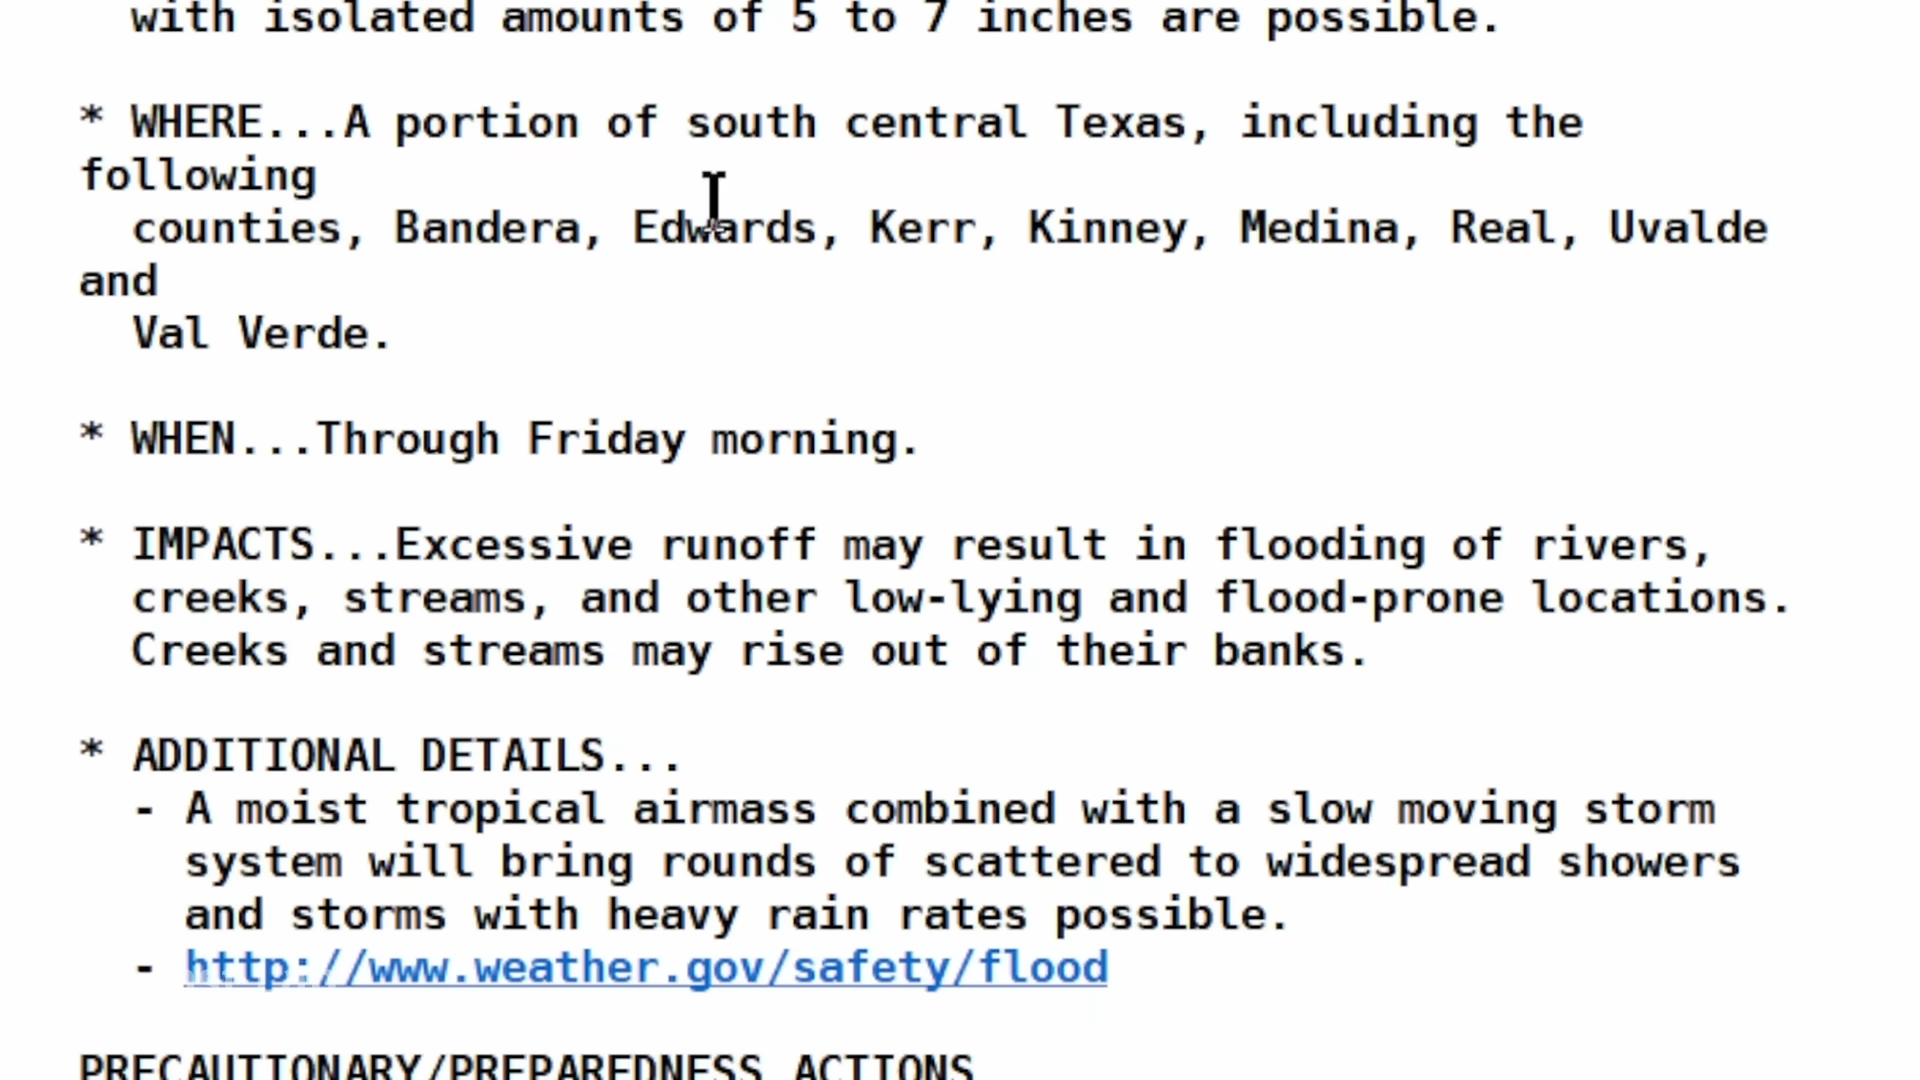 with isolated amounts of 5 to 7 inches are possible.
* WHERE...A portion of south central Texas, including the
following
counties, Bandera, Edwards, Kerr, Kinney, Medina, Real, Uvalde
and
Val Verde.
* WHEN...Through Friday morning.
* IMPACTS...Excessive runoff may result in flooding of rivers,
creeks, streams, and other low-lying and flood-prone locations.
Creeks and streams may rise out of their banks.
* ADDITIONAL DETAILS...
- A moist tropical airmass combined with a slow moving storm
system will bring rounds of scattered to widespread showers
and storms with heavy rain rates possible.
- http://www.weather.gov/safety/flood
PRECAUTIONARY/PREPAREDNESS ACTIONS